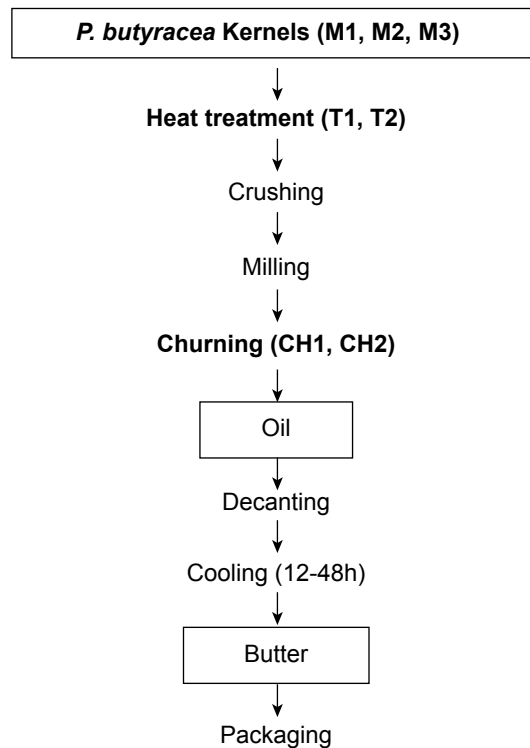 P. butyracea Kernels (M1, M2, M3)
Heat treatment (T1, T2)
Crushing
Milling
Churning (CH1, CH2)
Oil
Decanting
Cooling (12-48h)
Butter
Packaging